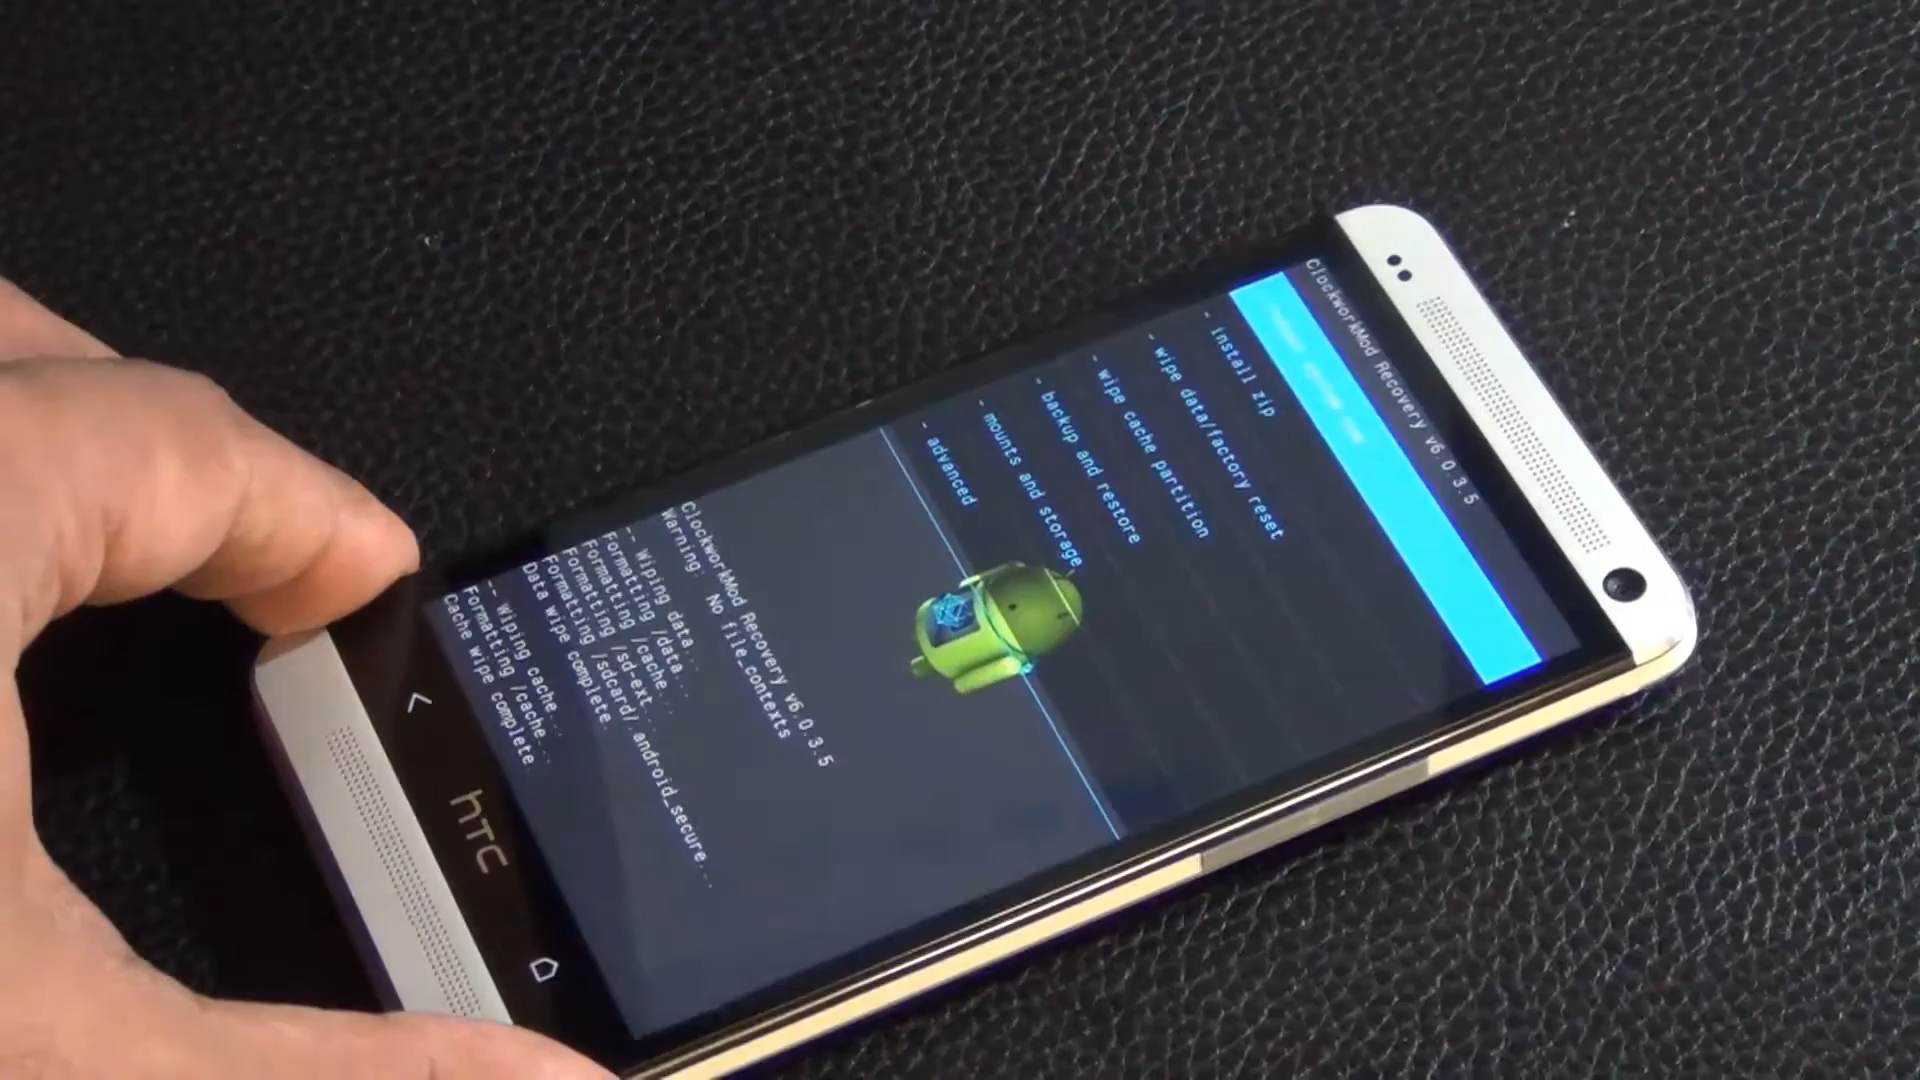 ClockworkMod Recovery v6.0.3.5
- install zip
- wipe data/factory reset
- wipe cache partition
- backup and restore
- mounts and storage
- advanced
ClockworkMod Recovery v6.0.3.5
Warning: No file_contexts
-- Wiping data...
Formatting /data...
Formatting /cache...
Formatting /sd-ext...
Formatting /sdcard/.android_secure...
Data wipe complete.
-- Wiping cache...
Formatting /cache...
Cache wipe complete.
hTC